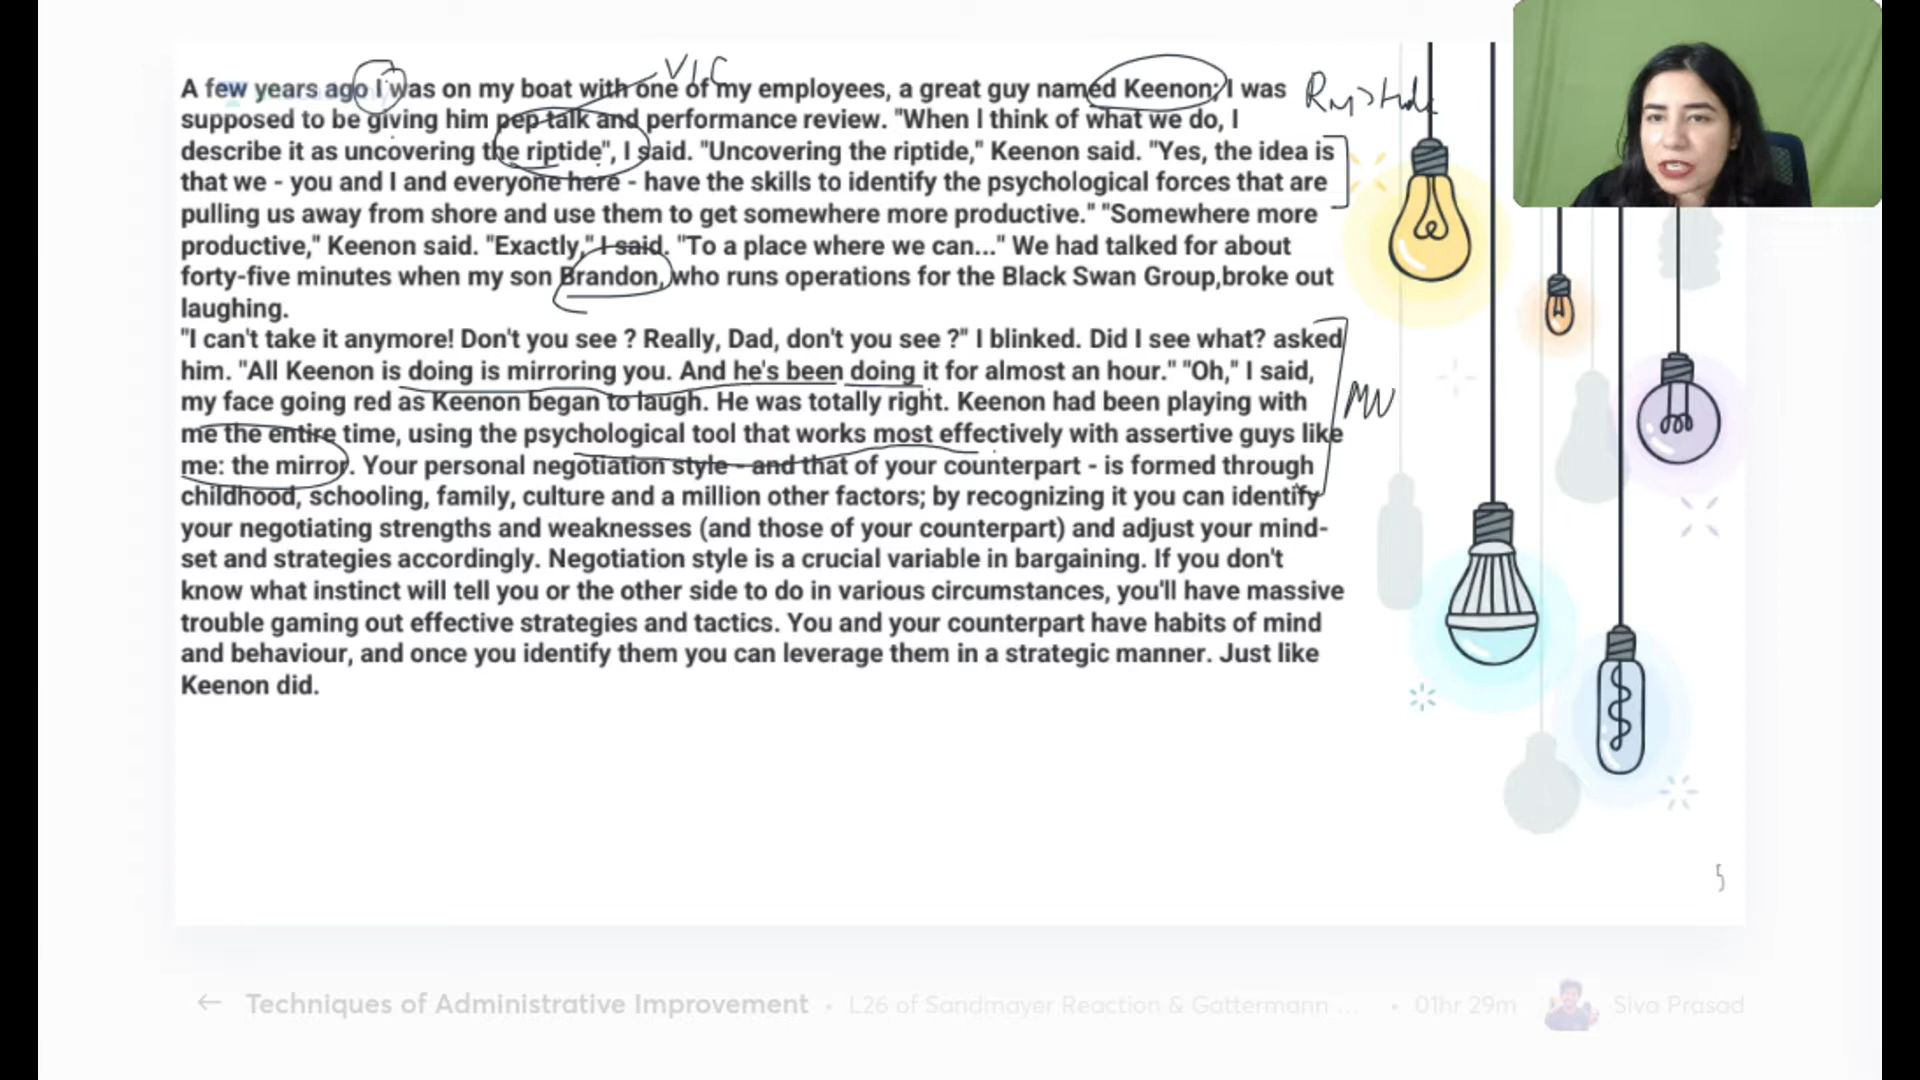 VIC
A few years ago I was on my boat with one of my employees, a great guy named Keenon; I was
supposed to be giving him pep talk and performance review. "When I think of what we do, I
describe it as uncovering the riptide", I said. "Uncovering the riptide," Keenon said. "Yes, the idea is
that we - you and I and everyone here - have the skills to identify the psychological forces that are
pulling us away from shore and use them to get somewhere more productive." "Somewhere more
productive," Keenon said. "Exactly," I said. "To a place where we can..." We had talked for about
forty-five minutes when my son Brandon, who runs operations for the Black Swan Group,broke out
laughing.
"I can't take it anymore! Don't you see ? Really, Dad, don't you see ?" I blinked. Did I see what? asked
him. "All Keenon is doing is mirroring you. And he's been doing it for almost an hour." "Oh," I said,
my face going red as Keenon began to laugh. He was totally right. Keenon had been playing with
me the entire time, using the psychological tool that works most effectively with assertive guys like
me: the mirror. Your personal negotiation style - and that of your counterpart - is formed through
childhood, schooling, family, culture and a million other factors; by recognizing it you can identify
your negotiating strengths and weaknesses (and those of your counterpart) and adjust your mind-
set and strategies accordingly. Negotiation style is a crucial variable in bargaining. If you don't
know what instinct will tell you or the other side to do in various circumstances, you'll have massive
trouble gaming out effective strategies and tactics. You and your counterpart have habits of mind
and behaviour, and once you identify them you can leverage them in a strategic manner. Just like
Keenon did.
5
Techniques of Administrative Improvement • L26 of Sandmayer Reaction & Gattermann ... • 01hr 29m Siva Prasad